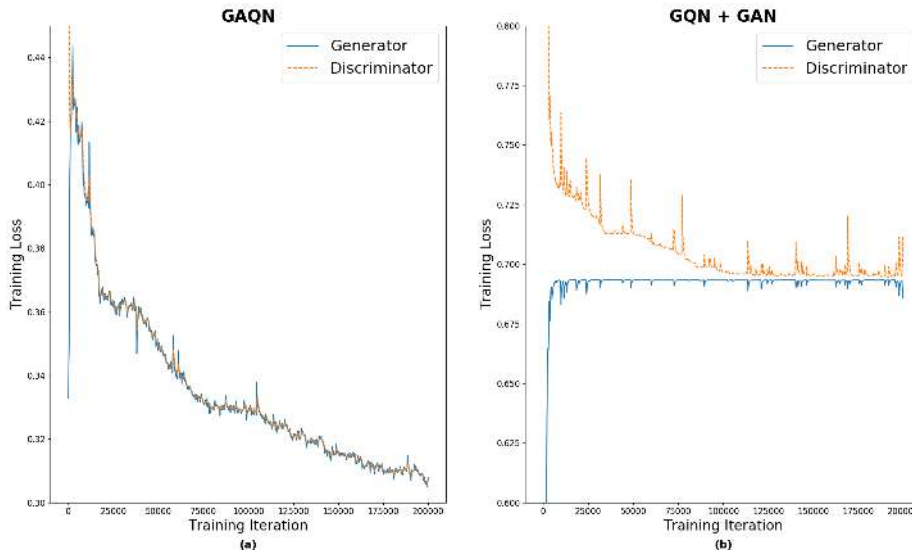 GAQN
Generator
Discriminator
Training Loss
0.44
0.42
0.40
0.38
0.36
0.34
0.32
0.30
0
25000
50000
75000
100000
125000
150000
175000
200000
Training Iteration
(a)
GQN + GAN
Generator
Discriminator
Training Loss
0.800
0.775
0.750
0.725
0.700
0.675
0.650
0.625
0.600
0
25000
50000
75000
100000
125000
150000
175000
20000
Training Iteration
(b)